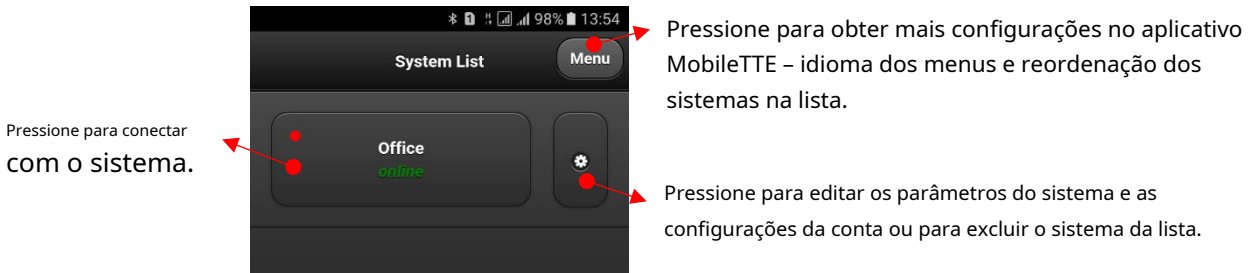 98% 13:54
System List
Menu
Pressione para obter mais configurações no aplicativo
MobileTTE – idioma dos menus e reordenação dos
sistemas na lista.
Pressione para conectar
com o sistema.
Office
online
Pressione para editar os parâmetros do sistema e as
configurações da conta ou para excluir o sistema da lista.